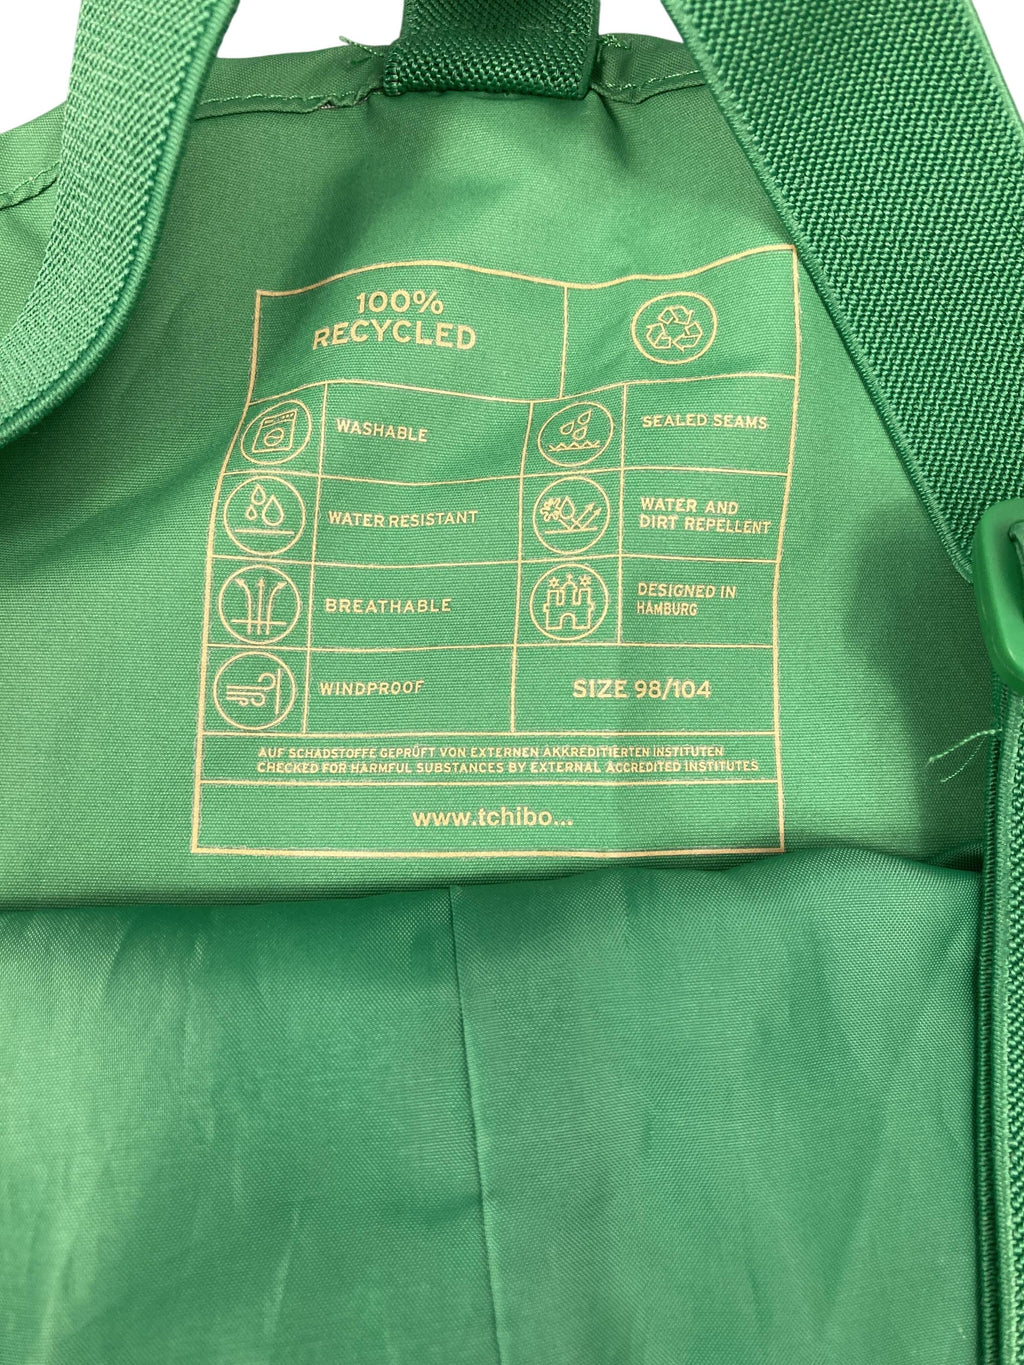 100%
RECYCLED
WASHABLE
SEALED SEAMS
WATER RESISTANT
WATER AND
DIRT REPELLENT
BREATHABLE
DESIGNED IN
HAMBURG
WINDPROOF
SIZE 98/104
AUF SCHADSTOFFE GEPRÜFT VON EXTERNEN AKKREDITIERTEN INSTITUTEN
CHECKED FOR HARMFUL SUBSTANCES BY EXTERNAL ACCREDITED INSTITUTES
www.tchibo...